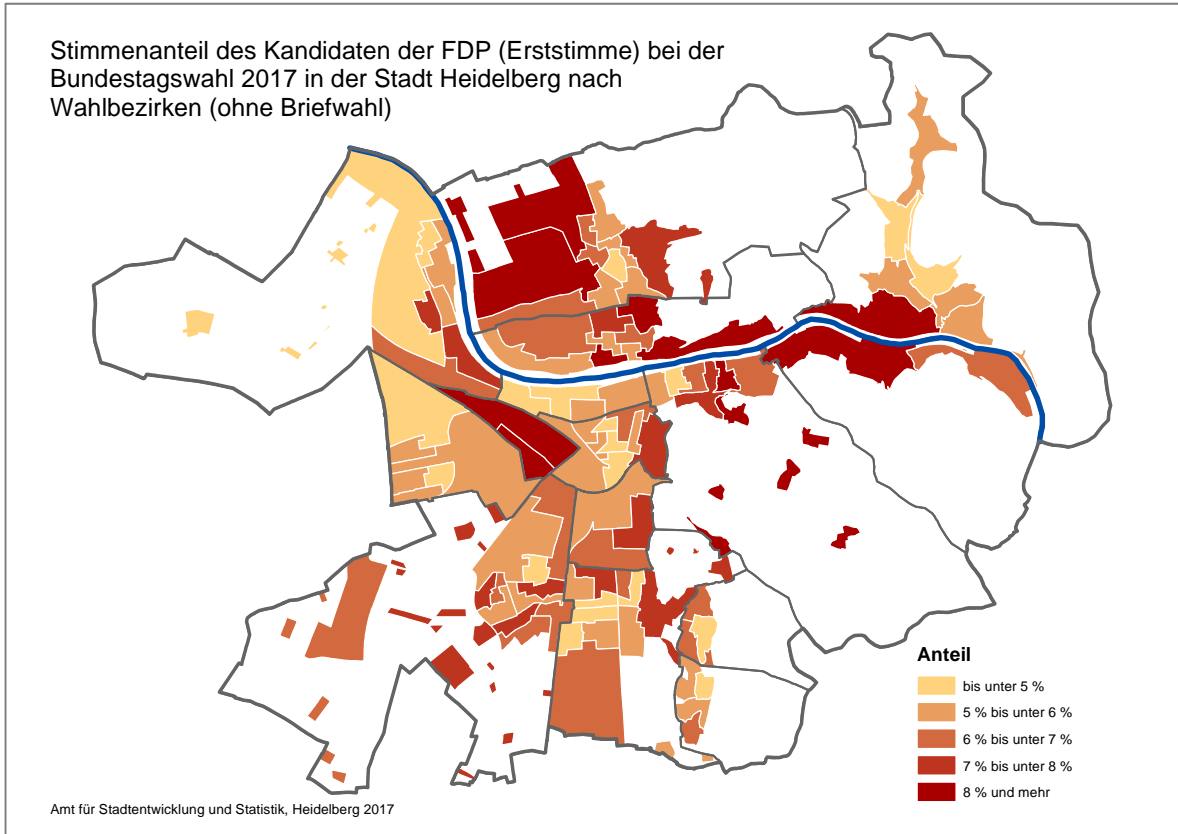 Stimmenanteil des Kandidaten der FDP (Erststimme) bei der
Bundestagswahl 2017 in der Stadt Heidelberg nach
Wahlbezirken (ohne Briefwahl)
Anteil
bis unter 5 %
5 % bis unter 6 %
6 % bis unter 7 %
7 % bis unter 8 %
8 % und mehr
Amt für Stadtentwicklung und Statistik, Heidelberg 2017